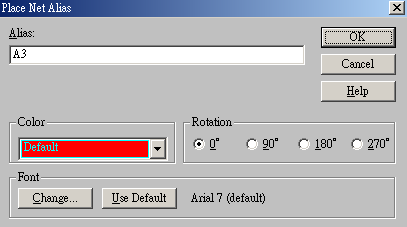 Place Net Alias
Alias:
A3
OK
Cancel
Help
Color
Default
Rotation
0° 90° 180° 270°
Font
Change... Use Default Arial 7 (default)